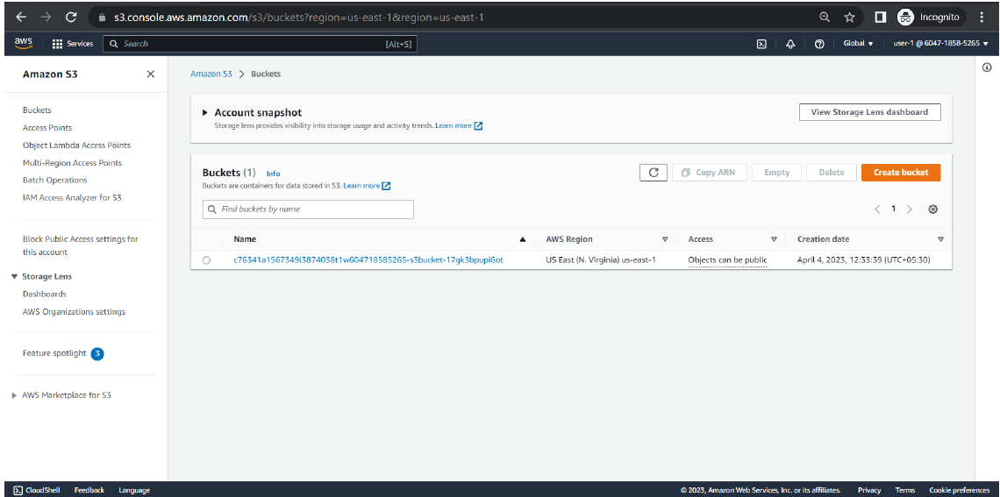 s3.console.aws.amazon.com/s3/buckets?region=us-east-1&region=us-east-1
Incognito
aws
Services
Search
[Alt+S]
Global
user-1 @ 6047-1858-5265
Amazon S3
Buckets
Access Points
Object Lambda Access Points
Multi-Region Access Points
Batch Operations
IAM Access Analyzer for S3
Block Public Access settings for
this account
Storage Lens
Dashboards
AWS Organizations settings
Feature spotlight 3
AWS Marketplace for S3
Amazon S3 > Buckets
Account snapshot
Storage lens provides visibility into storage usage and activity trends. Learn more
View Storage Lens dashboard
Buckets (1) Info
Buckets are containers for data stored in S3. Learn more
Copy ARN
Empty
Delete
Create bucket
Find buckets by name
1
Name AWS Region Access Creation date
c76341a1567349l3874038t1w604718585265-s3bucket-17gk3bpupi6ot US East (N. Virginia) us-east-1 Objects can be public April 4, 2023, 12:33:39 (UTC+05:30)
CloudShell Feedback Language © 2023, Amazon Web Services, Inc. or its affiliates. Privacy Terms Cookie preferences